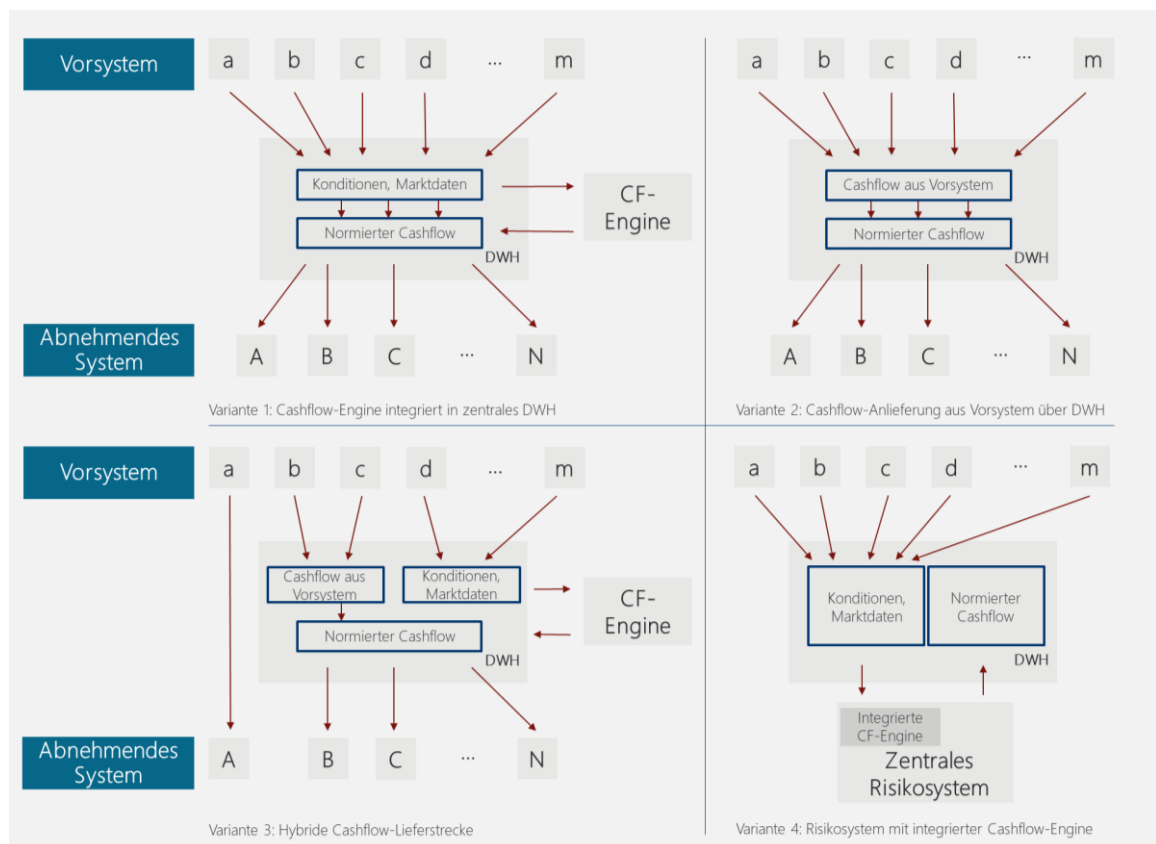 Vorsystem
a b c d ... m
Konditionen, Marktdaten
Normierter Cashflow
DWH
CF-
Engine
Abnehmendes
System
A B C ... N
Variante 1: Cashflow-Engine integriert in zentrales DWH
a b c d ... m
Cashflow aus Vorsystem
Normierter Cashflow
DWH
A B C ... N
Variante 2: Cashflow-Anlieferung aus Vorsystem über DWH
Vorsystem
a b c d ... m
Cashflow aus
Vorsystem
Konditionen,
Marktdaten
Normierter Cashflow
DWH
CF-
Engine
Abnehmendes
System
A B C ... N
Variante 3: Hybride Cashflow-Lieferstrecke
a b c d ... m
Konditionen,
Marktdaten
Normierter
Cashflow
DWH
Integrierte
CF-Engine
Zentrales
Risikosystem
Variante 4: Risikosystem mit integrierter Cashflow-Engine